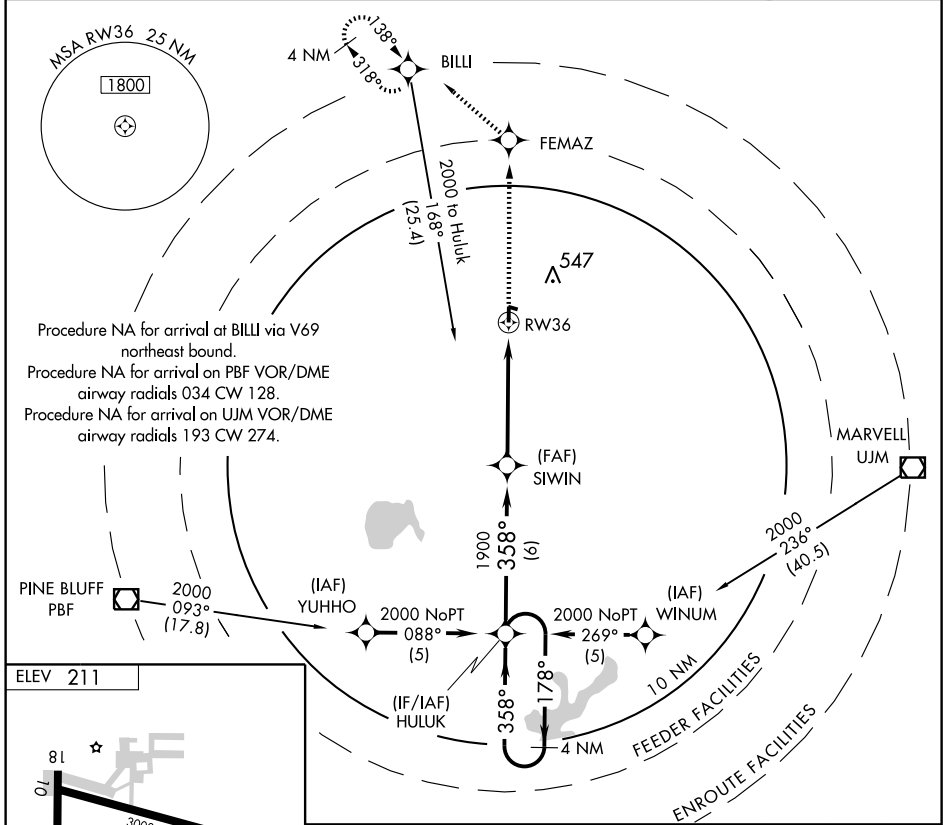 MSA RW36 25 NM
1800
4 NM
138°
318°
BILLI
FEMAZ
2000 to Huluk
168°
(25.4)
547
RW36
Procedure NA for arrival at BILLI via V69
northeast bound.
Procedure NA for arrival on PBF VOR/DME
airway radials 034 CW 128.
Procedure NA for arrival on UJM VOR/DME
airway radials 193 CW 274.
MARVELL
UJM
(FAF)
SIWIN
2000
236°
(40.5)
1900
358°
(6)
PINE BLUFF
PBF
2000
093°
(17.8)
(IAF)
YUHHO
2000 NoPT
088°
(5)
2000 NoPT
269°
(5)
(IAF)
WINUM
(IF/IAF)
HULUK
358°
178°
4 NM
10 NM
FEEDER FACILITIES
ENROUTE FACILITIES
ELEV 211
18
10